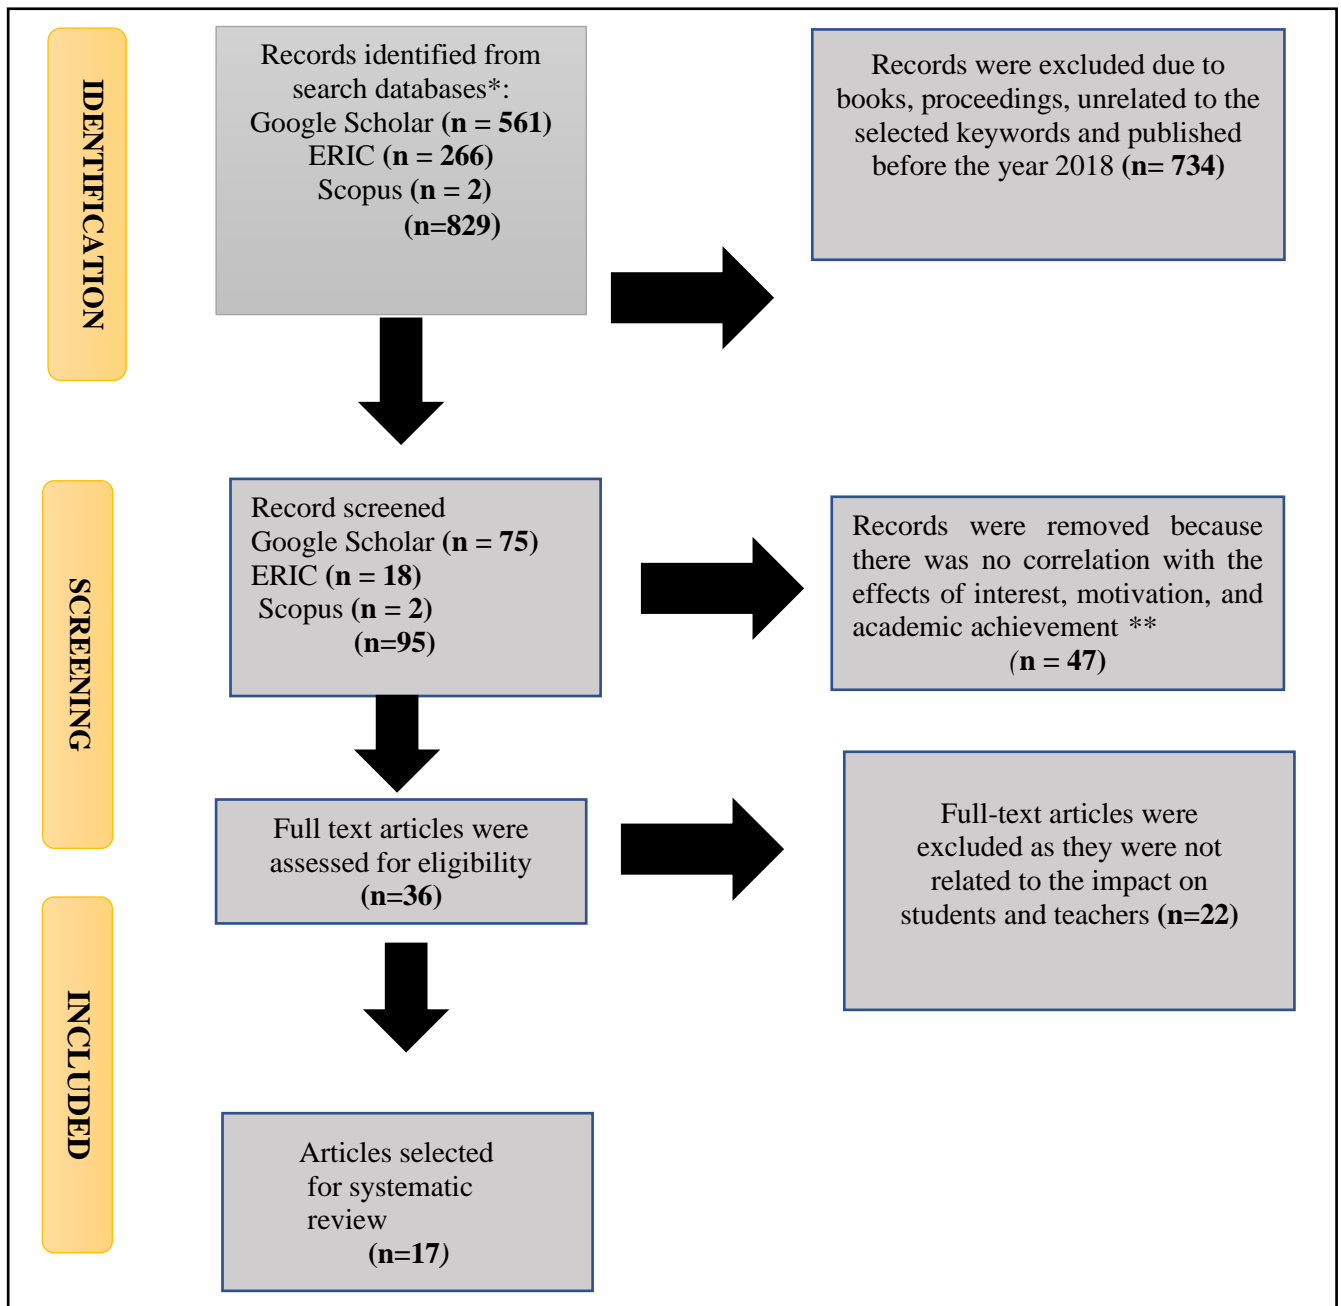 IDENTIFICATION
Records identified from
search databases*:
Google Scholar (n = 561)
ERIC (n = 266)
Scopus (n = 2)
(n=829)
Records were excluded due to
books, proceedings, unrelated to the
selected keywords and published
before the year 2018 (n= 734)
SCREENING
Record screened
Google Scholar (n = 75)
ERIC (n = 18)
Scopus (n = 2)
(n=95)
Records were removed because
there was no correlation with the
effects of interest, motivation, and
academic achievement **
(n = 47)
Full text articles were
assessed for eligibility
(n=36)
Full-text articles were
excluded as they were not
related to the impact on
students and teachers (n=22)
INCLUDED
Articles selected
for systematic
review
(n=17)